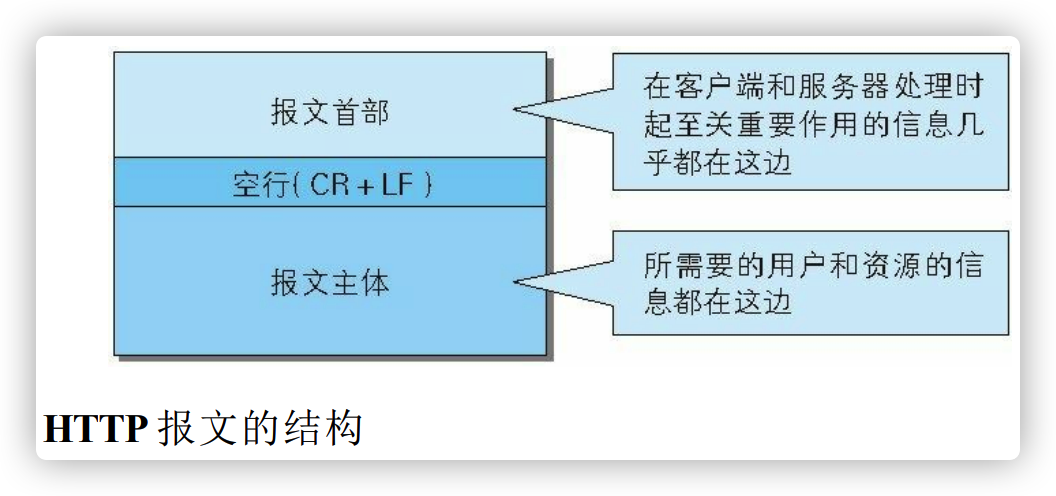 报文首部
在客户端和服务器处理时
起至关重要作用的信息几
乎都在这边
空行( CR + LF )
报文主体
所需要的用户和资源的信
息都在这边
HTTP 报文的结构